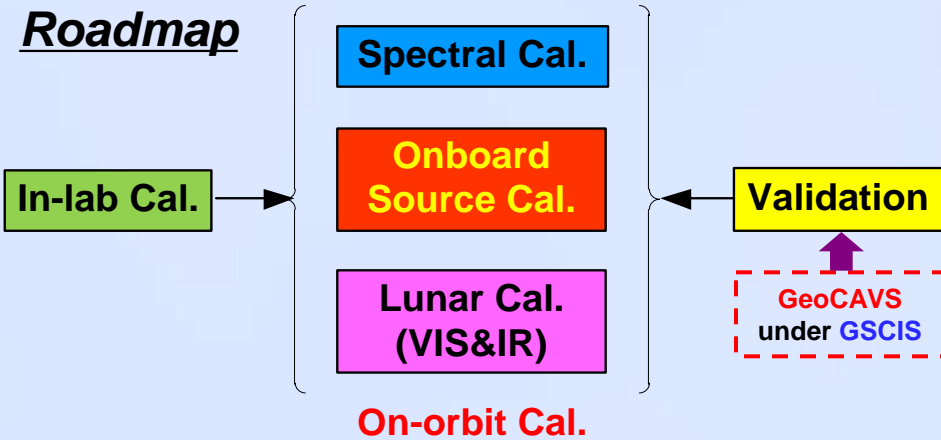 Roadmap
Spectral Cal.
Onboard
Source Cal.
In-lab Cal.
Validation
Lunar Cal.
(VIS&IR)
GeoCAVS
under GSCIS
On-orbit Cal.